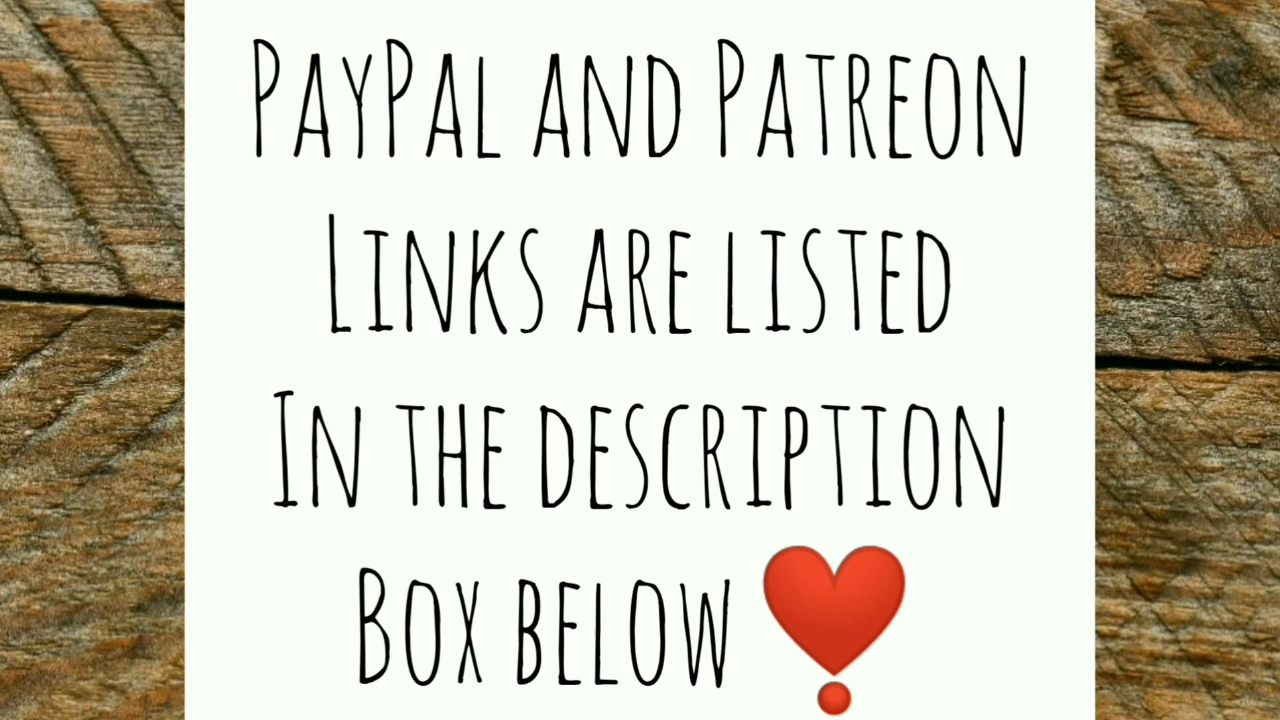 PayPal and Patreon
Links are listed
In the description
Box below ❣️